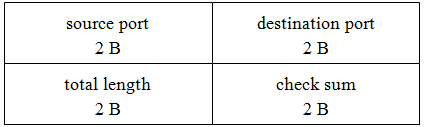 source port
2 B
destination port
2 B
total length
2 B
check sum
2 B